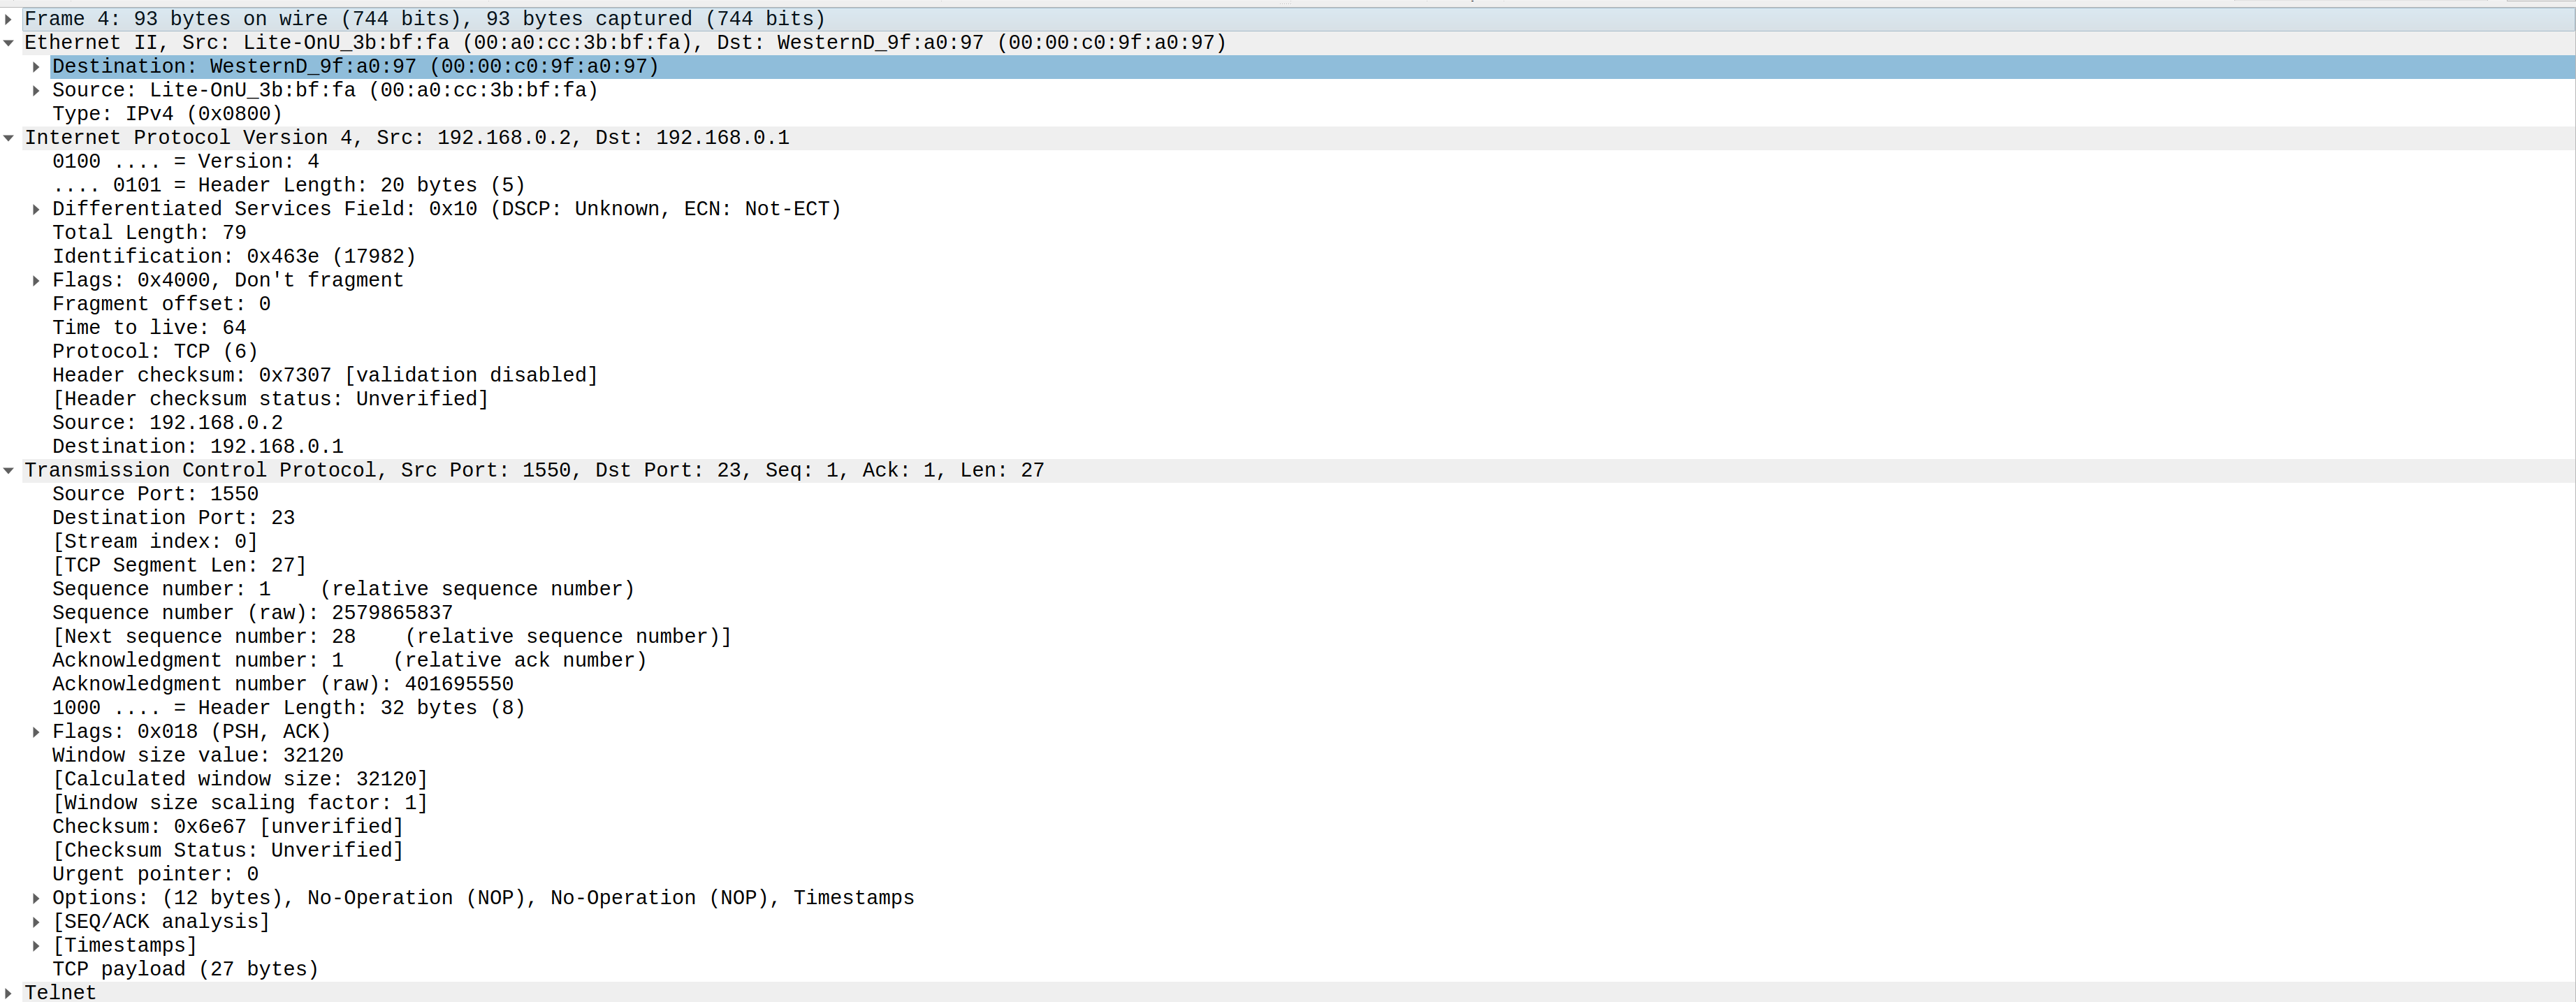 Frame 4: 93 bytes on wire (744 bits), 93 bytes captured (744 bits)
Ethernet II, Src: Lite-OnU_3b:bf:fa (00:a0:cc:3b:bf:fa), Dst: WesternD_9f:a0:97 (00:00:c0:9f:a0:97)
Destination: WesternD_9f:a0:97 (00:00:c0:9f:a0:97)
Source: Lite-OnU_3b:bf:fa (00:a0:cc:3b:bf:fa)
Type: IPv4 (0x0800)
Internet Protocol Version 4, Src: 192.168.0.2, Dst: 192.168.0.1
0100 .... = Version: 4
.... 0101 = Header Length: 20 bytes (5)
Differentiated Services Field: 0x10 (DSCP: Unknown, ECN: Not-ECT)
Total Length: 79
Identification: 0x463e (17982)
Flags: 0x4000, Don't fragment
Fragment offset: 0
Time to live: 64
Protocol: TCP (6)
Header checksum: 0x7307 [validation disabled]
[Header checksum status: Unverified]
Source: 192.168.0.2
Destination: 192.168.0.1
Transmission Control Protocol, Src Port: 1550, Dst Port: 23, Seq: 1, Ack: 1, Len: 27
Source Port: 1550
Destination Port: 23
[Stream index: 0]
[TCP Segment Len: 27]
Sequence number: 1    (relative sequence number)
Sequence number (raw): 2579865837
[Next sequence number: 28    (relative sequence number)]
Acknowledgment number: 1    (relative ack number)
Acknowledgment number (raw): 401695550
1000 .... = Header Length: 32 bytes (8)
Flags: 0x018 (PSH, ACK)
Window size value: 32120
[Calculated window size: 32120]
[Window size scaling factor: 1]
Checksum: 0x6e67 [unverified]
[Checksum Status: Unverified]
Urgent pointer: 0
Options: (12 bytes), No-Operation (NOP), No-Operation (NOP), Timestamps
[SEQ/ACK analysis]
[Timestamps]
TCP payload (27 bytes)
Telnet